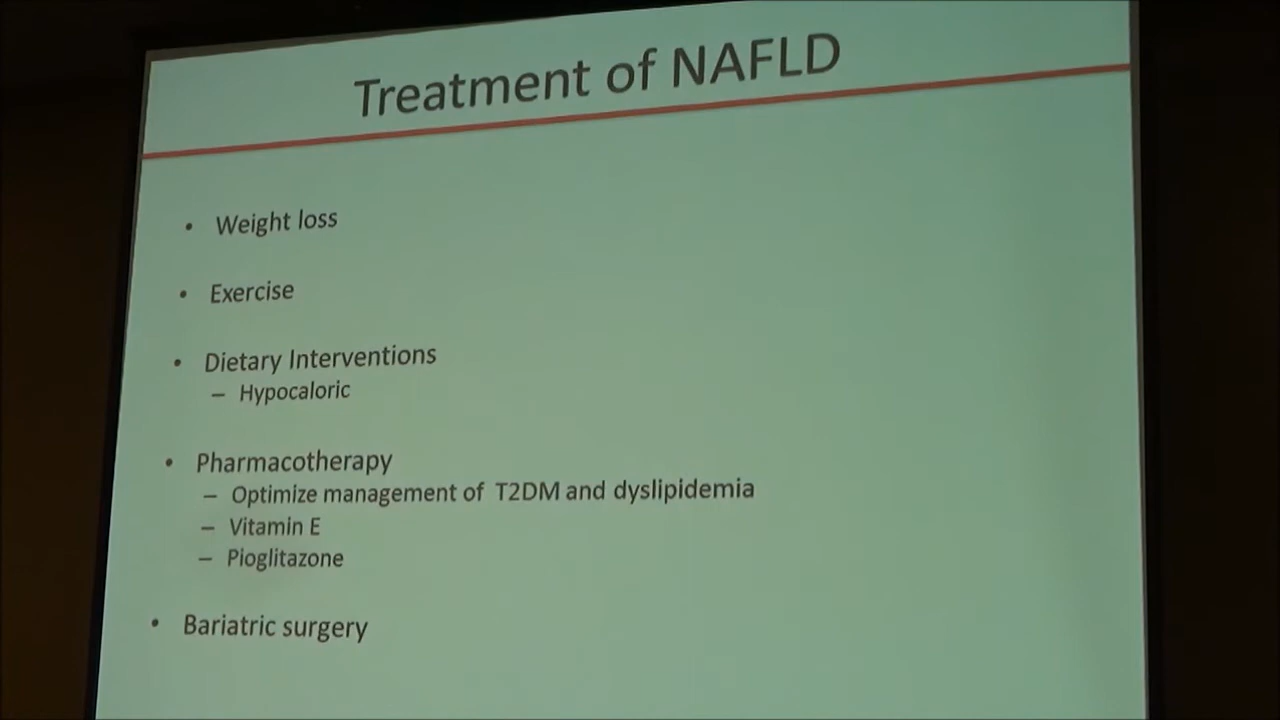 Treatment of NAFLD
• Weight loss
• Exercise
• Dietary Interventions
– Hypocaloric
• Pharmacotherapy
– Optimize management of T2DM and dyslipidemia
– Vitamin E
– Pioglitazone
• Bariatric surgery